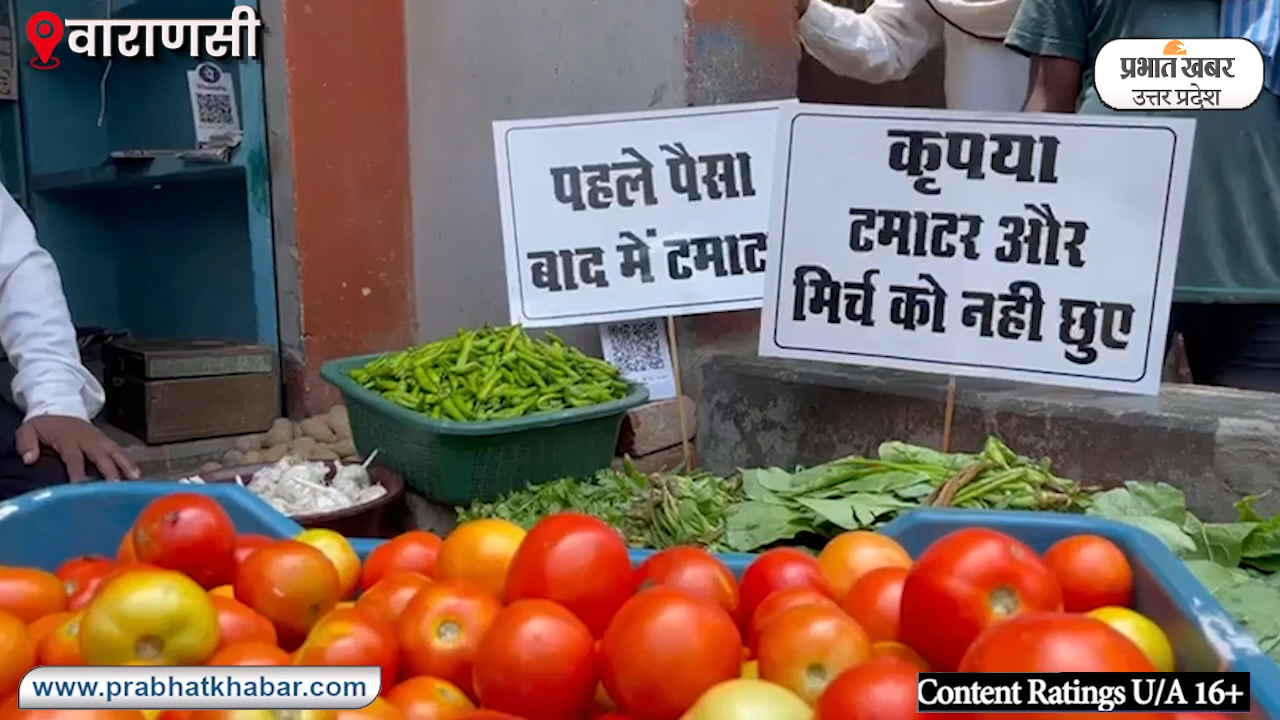 वाराणसी
प्रभात खबर
उत्तर प्रदेश
पहले पैसा
बाद में टमाट
कृपया
टमाटर और
मिर्च को नही छुए
www.prabhatkhabar.com
Content Ratings U/A 16+